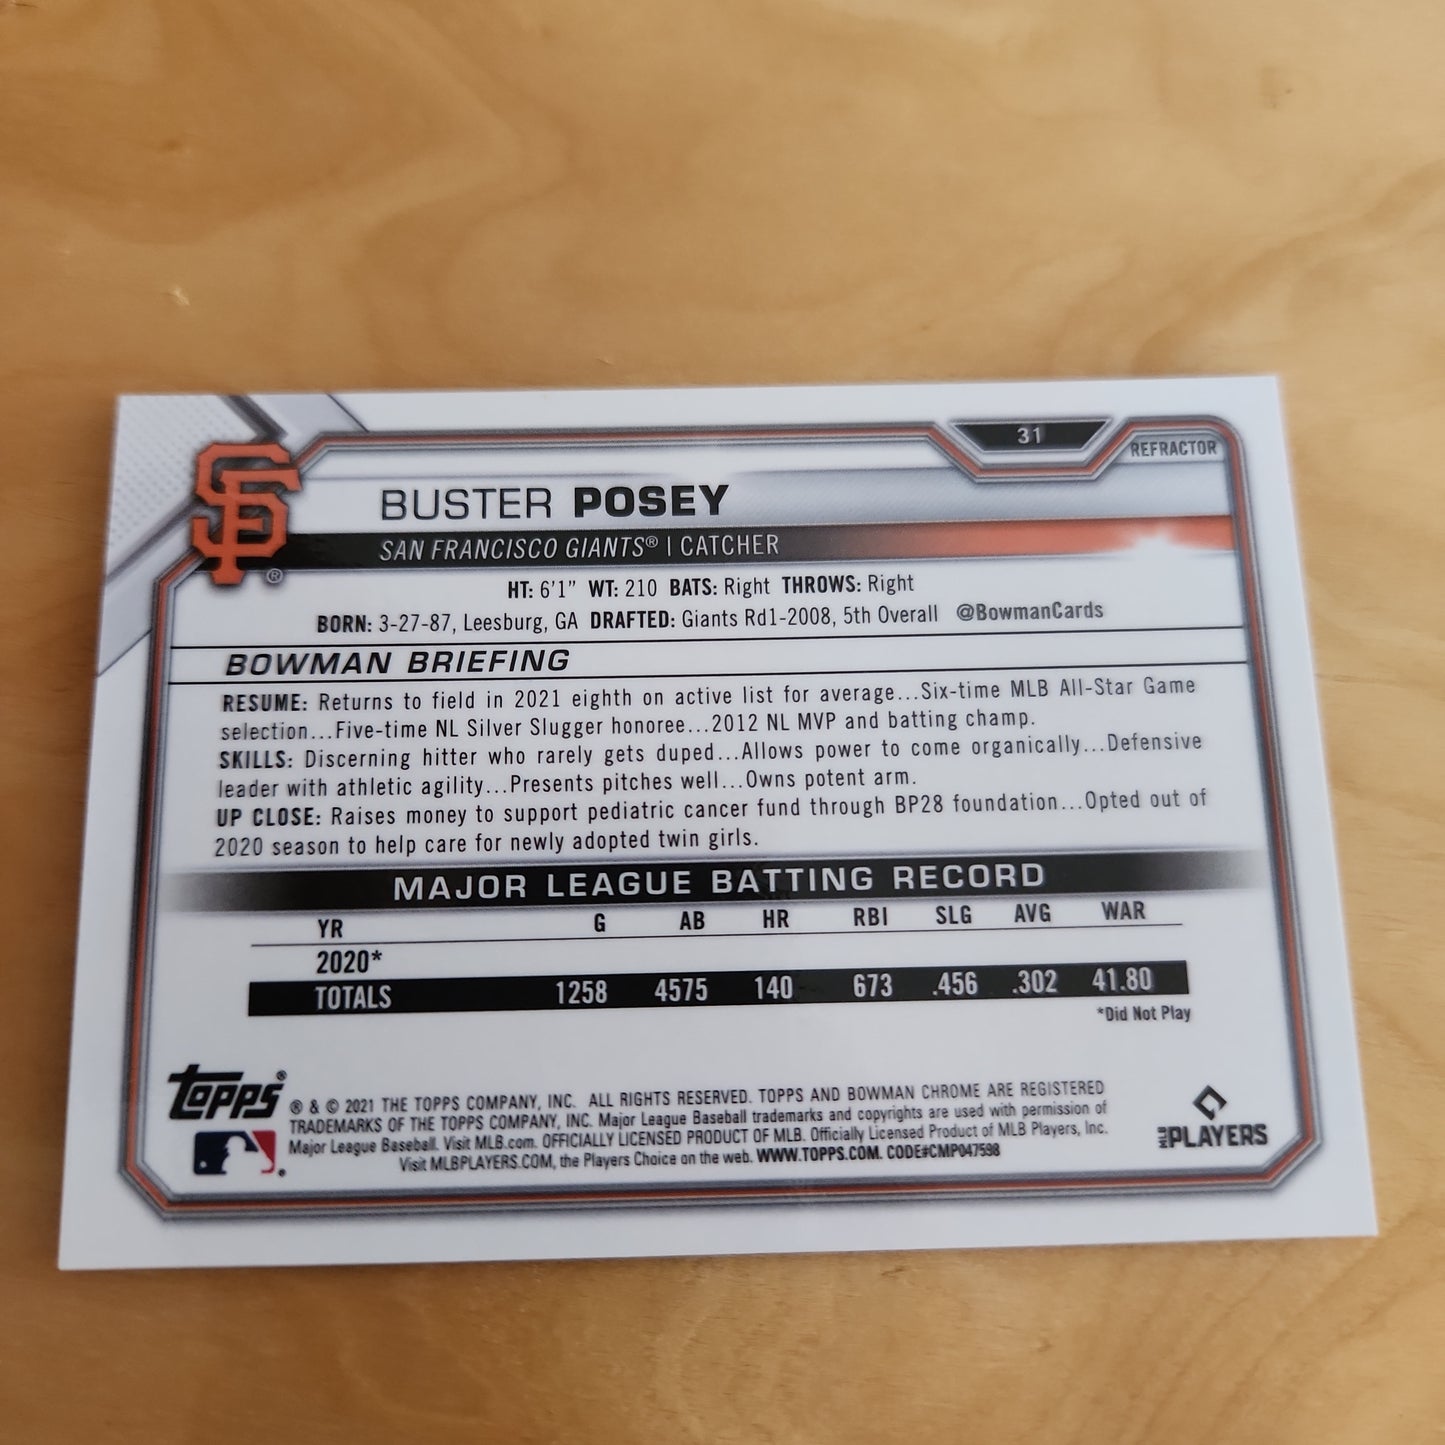 31
REFRACTOR
SF®
BUSTER POSEY
SAN FRANCISCO GIANTS® | CATCHER
HT: 6'1" WT: 210 BATS: Right THROWS: Right
BORN: 3-27-87, Leesburg, GA DRAFTED: Giants Rd1-2008, 5th Overall @BowmanCards
BOWMAN BRIEFING
RESUME: Returns to field in 2021 eighth on active list for average...Six-time MLB All-Star Game
selection...Five-time NL Silver Slugger honoree...2012 NL MVP and batting champ.
SKILLS: Discerning hitter who rarely gets duped...Allows power to come organically...Defensive
leader with athletic agility...Presents pitches well...Owns potent arm.
UP CLOSE: Raises money to support pediatric cancer fund through BP28 foundation...Opted out of
2020 season to help care for newly adopted twin girls.
MAJOR LEAGUE BATTING RECORD
YR G AB HR RBI SLG AVG WAR
2020*
TOTALS 1258 4575 140 673 .456 .302 41.80
*Did Not Play
TOPPS®
® & © 2021 THE TOPPS COMPANY, INC. ALL RIGHTS RESERVED. TOPPS AND BOWMAN CHROME ARE REGISTERED
TRADEMARKS OF THE TOPPS COMPANY, INC. Major League Baseball trademarks and copyrights are used with permission of
Major League Baseball. Visit MLB.com. OFFICIALLY LICENSED PRODUCT OF MLB. Officially Licensed Product of MLB Players, Inc.
Visit MLBPLAYERS.COM, the Players Choice on the web. WWW.TOPPS.COM. CODE#CMP047598
MLB PLAYERS